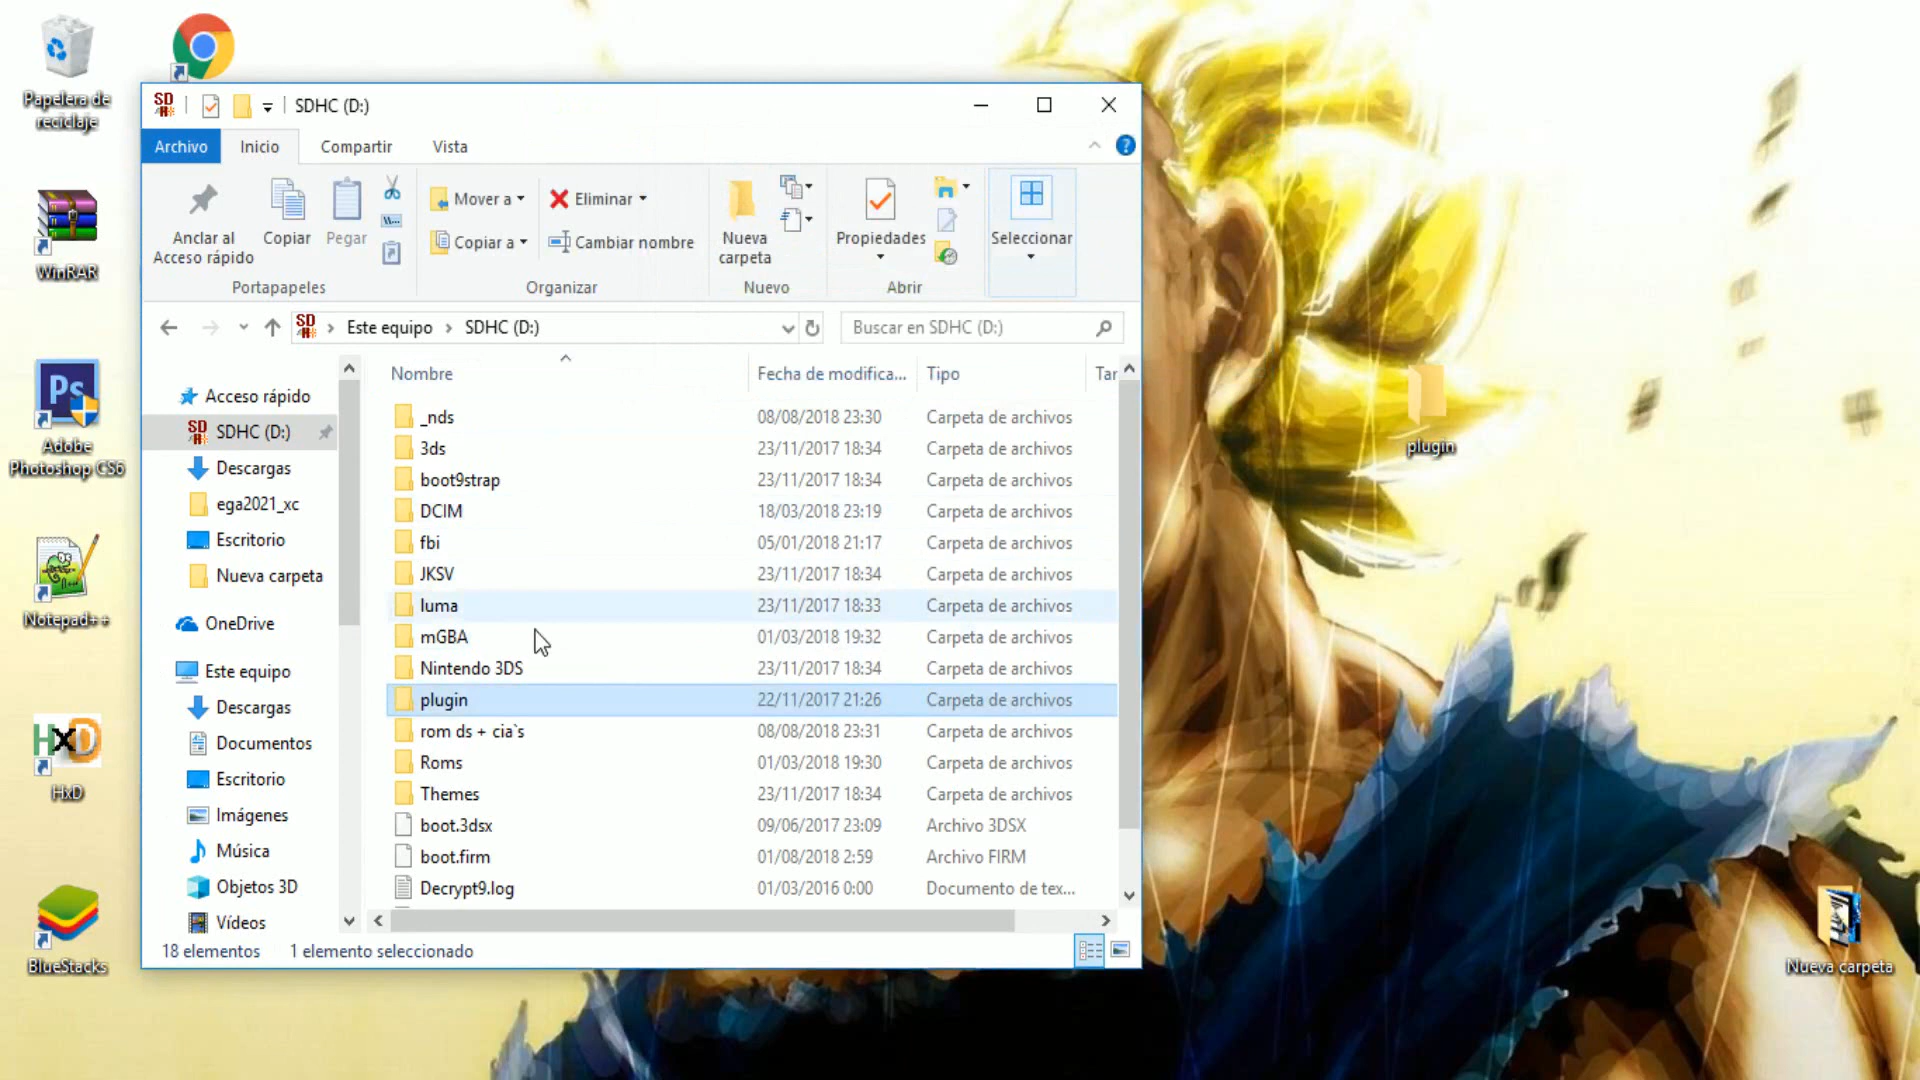 Papelera de
reciclaje
WinRAR
Adobe
Photoshop CS6
Notepad++
HxD
HxD
BlueStacks
SDHC (D:)
Archivo
Inicio
Compartir
Vista
Anclar al
Acceso rápido
Copiar
Pegar
Portapapeles
Mover a
Copiar a
Eliminar
Cambiar nombre
Organizar
Nueva
carpeta
Nuevo
Propiedades
Abrir
Seleccionar
Este equipo
SDHC (D:)
Buscar en SDHC (D:)
Acceso rápido
SDHC (D:)
Descargas
ega2021_xc
Escritorio
Nueva carpeta
OneDrive
Este equipo
Descargas
Documentos
Escritorio
Imágenes
Música
Objetos 3D
Vídeos
Nombre Fecha de modifica... Tipo Tar
_nds 08/08/2018 23:30 Carpeta de archivos
3ds 23/11/2017 18:34 Carpeta de archivos
boot9strap 23/11/2017 18:34 Carpeta de archivos
DCIM 18/03/2018 23:19 Carpeta de archivos
fbi 05/01/2018 21:17 Carpeta de archivos
JKSV 23/11/2017 18:34 Carpeta de archivos
luma 23/11/2017 18:33 Carpeta de archivos
mGBA 01/03/2018 19:32 Carpeta de archivos
Nintendo 3DS 23/11/2017 18:34 Carpeta de archivos
plugin 22/11/2017 21:26 Carpeta de archivos
rom ds + cia`s 08/08/2018 23:31 Carpeta de archivos
Roms 01/03/2018 19:30 Carpeta de archivos
Themes 23/11/2017 18:34 Carpeta de archivos
boot.3dsx 09/06/2017 23:09 Archivo 3DSX
boot.firm 01/08/2018 2:59 Archivo FIRM
Decrypt9.log 01/03/2016 0:00 Documento de tex...
18 elementos 1 elemento seleccionado
plugin
Nueva carpeta